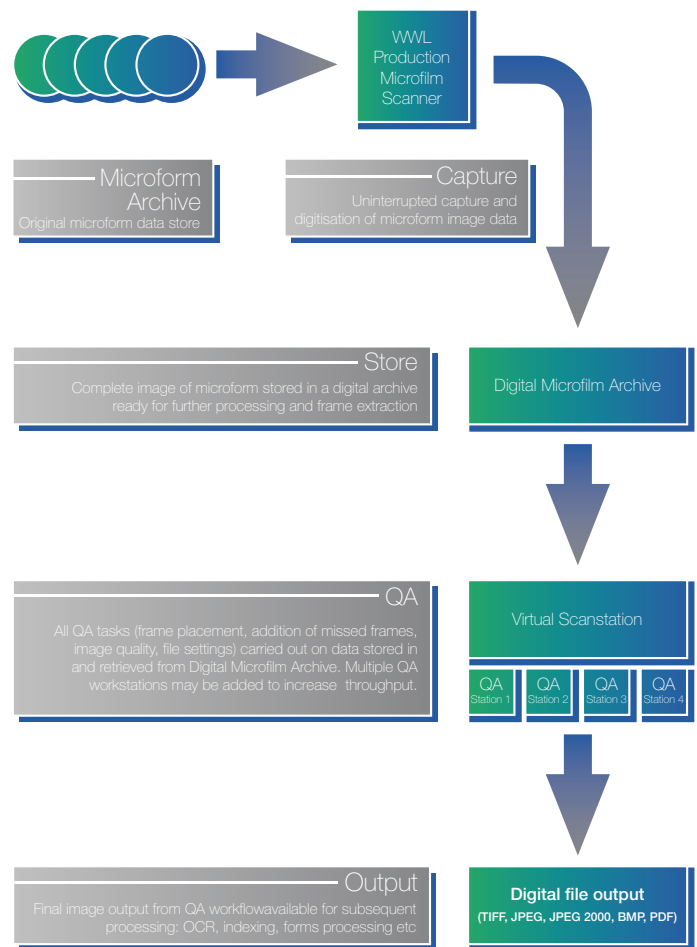 WWL
Production
Microfilm
Scanner
Microform
Archive
Original microform data store
Capture
Uninterrupted capture and
digitisation of microform image data
Store
Complete image of microform stored in a digital archive
ready for further processing and frame extraction
Digital Microfilm Archive
QA
All QA tasks (frame placement, addition of missed frames,
image quality, file settings) carried out on data stored in
and retrieved from Digital Microfilm Archive. Multiple QA
workstations may be added to increase throughput.
Virtual Scanstation
QA
Station 1
QA
Station 2
QA
Station 3
QA
Station 4
Output
Final image output from QA workflowavailable for subsequent
processing: OCR, indexing, forms processing etc
Digital file output
(TIFF, JPEG, JPEG 2000, BMP, PDF)